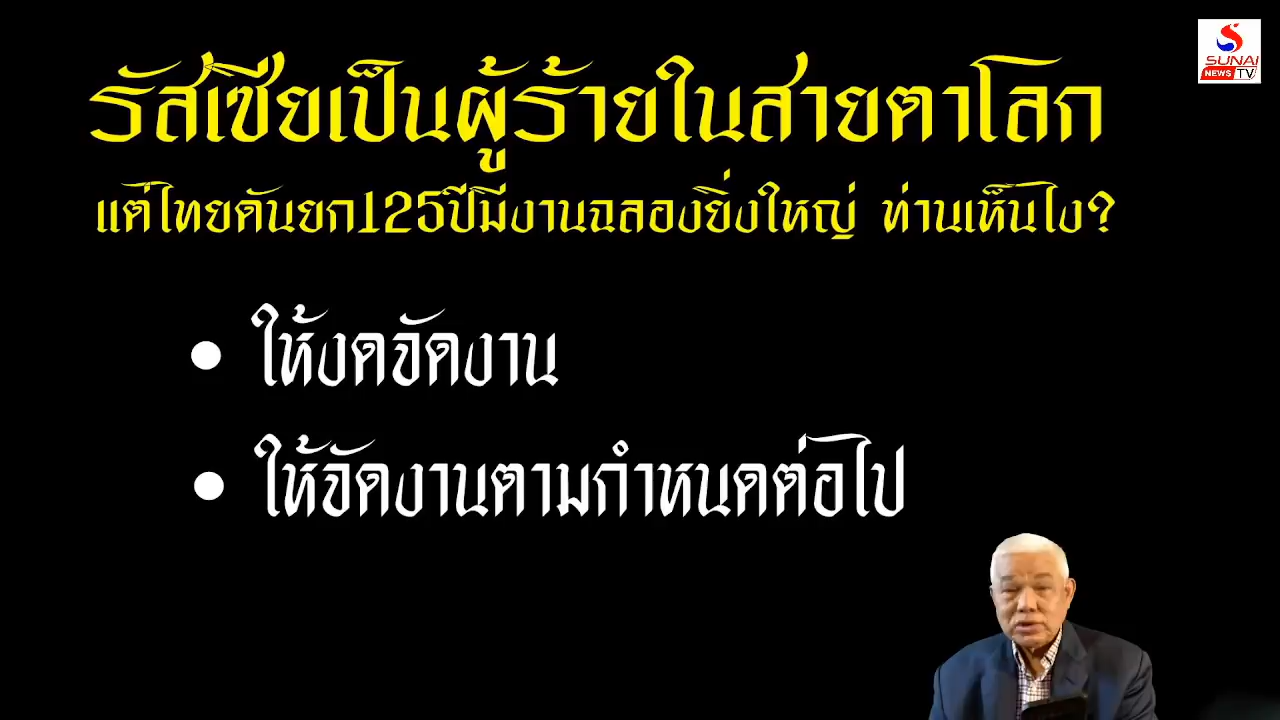 SUNAI
NEWS TV
รัสเซียเป็นผู้ร้ายในสายตาโลก
แต่ไทยดันยก125ปีมีงานฉลองยิ่งใหญ่ ท่านเห็นไง?
• ให้งดจัดงาน
• ให้จัดงานตามกำหนดต่อไป